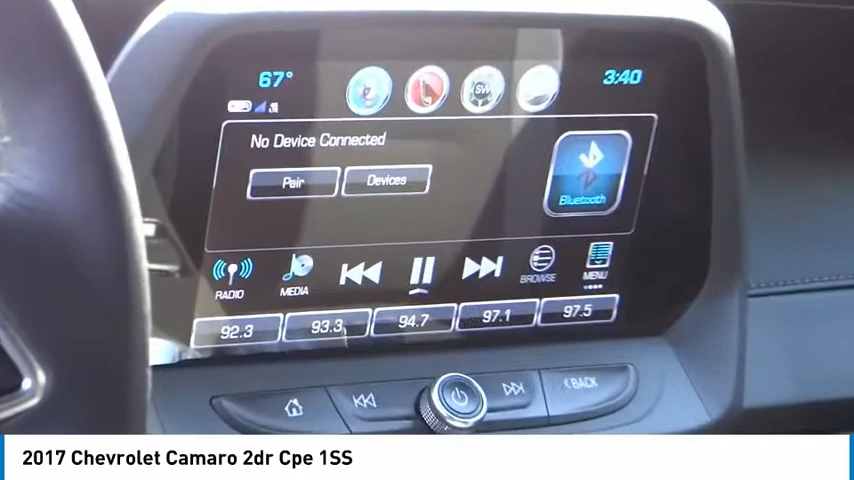 67° 3:40
SW
No Device Connected
Pair Devices
Bluetooth
RADIO MEDIA BROWSE MENU
92.3 93.3 94.7 97.1 97.5
BACK
2017 Chevrolet Camaro 2dr Cpe 1SS